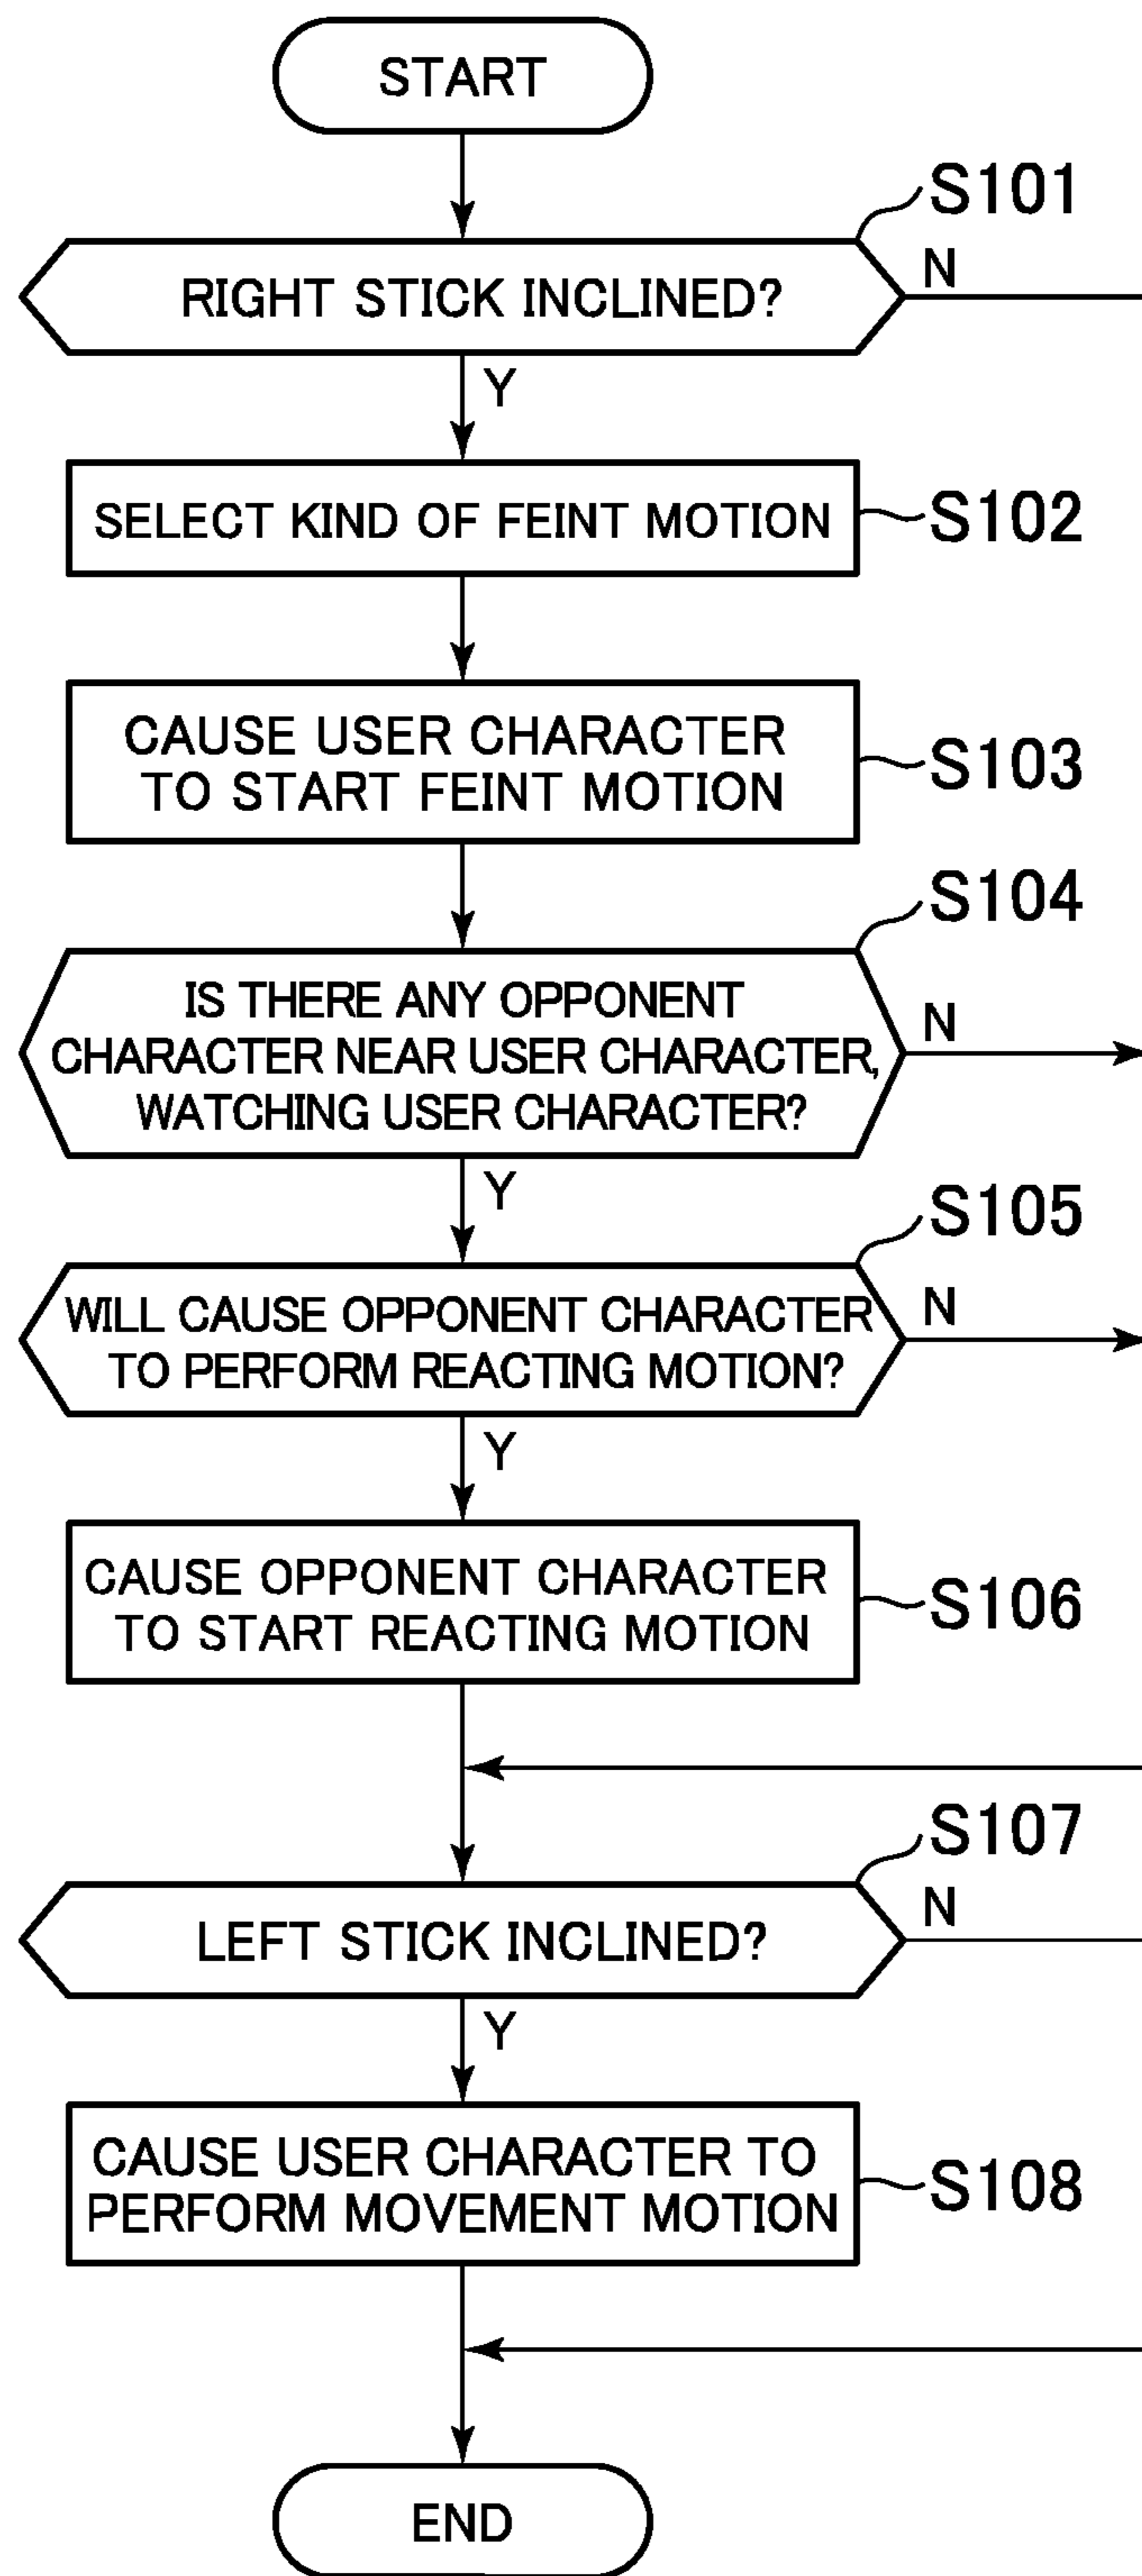 START
S101
RIGHT STICK INCLINED?
N
Y
SELECT KIND OF FEINT MOTION
S102
CAUSE USER CHARACTER
TO START FEINT MOTION
S103
S104
IS THERE ANY OPPONENT
CHARACTER NEAR USER CHARACTER,
WATCHING USER CHARACTER?
N
Y
S105
WILL CAUSE OPPONENT CHARACTER
TO PERFORM REACTING MOTION?
N
Y
CAUSE OPPONENT CHARACTER
TO START REACTING MOTION
S106
S107
LEFT STICK INCLINED?
N
Y
CAUSE USER CHARACTER TO
PERFORM MOVEMENT MOTION
S108
END